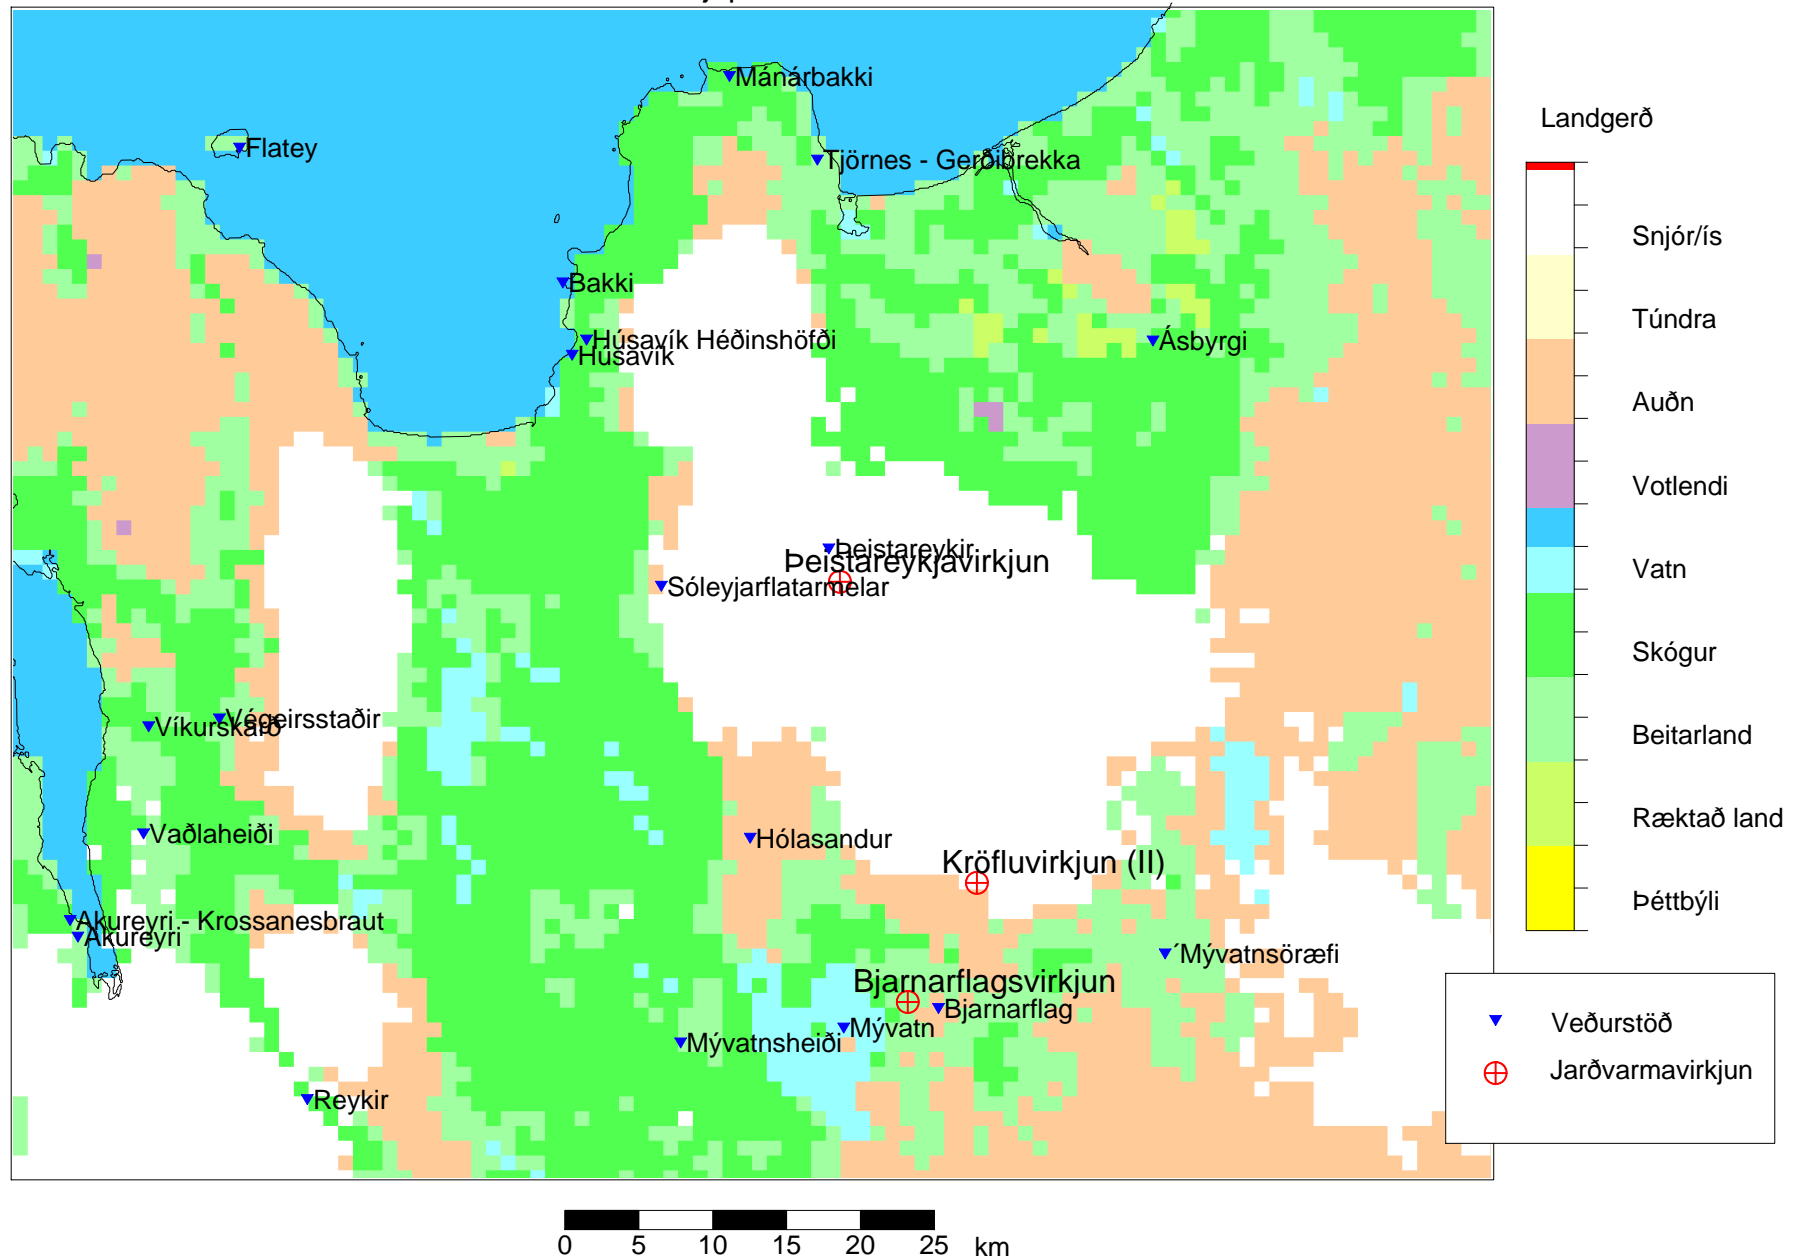 Mánárbakki
Landgerð
Flatey
Tjörnes - Gerðibrekka
Snjór/ís
Bakki
Túndra
Húsavík Héðinshöfði
Húsavík
Ásbyrgi
Auðn
Votlendi
Þeistareykir
Þeistareykjavirkjun
Sóleyjarflatarmelar
Vatn
Skógur
Végeirsstaðir
Víkurskarð
Beitarland
Vaðlaheiði
Hólasandur
Ræktað land
Kröfluvirkjun (II)
Þéttbýli
Akureyri - Krossanesbraut
Akureyri
´Mývatnsöræfi
Bjarnarflagsvirkjun
Bjarnarflag
Mývatn
Mývatnsheiði
Veðurstöð
Jarðvarmavirkjun
Reykir
0 5 10 15 20 25 km